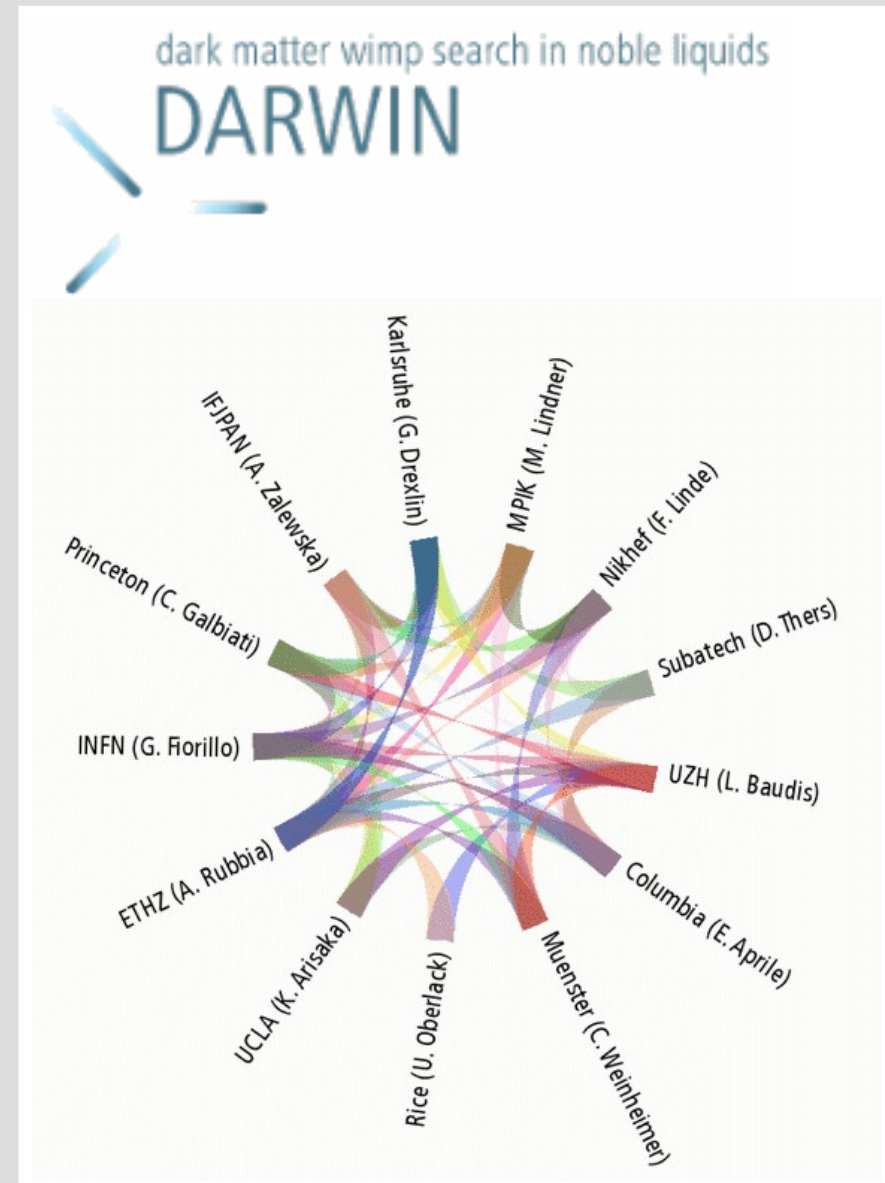 dark matter wimp search in noble liquids
DARWIN
Karlsruhe (G. Drexlin)
MPIK (M. Lindner)
Nikhef (F. Linde)
Subatech (D. Thers)
UZH (L. Baudis)
Columbia (E. Aprile)
Muenster (C. Weinheimer)
Rice (U. Oberlack)
UCLA (K. Arisaka)
ETHZ (A. Rubbia)
INFN (G. Fiorillo)
Princeton (C. Galbiati)
IFJPAN (A. Zalewska)